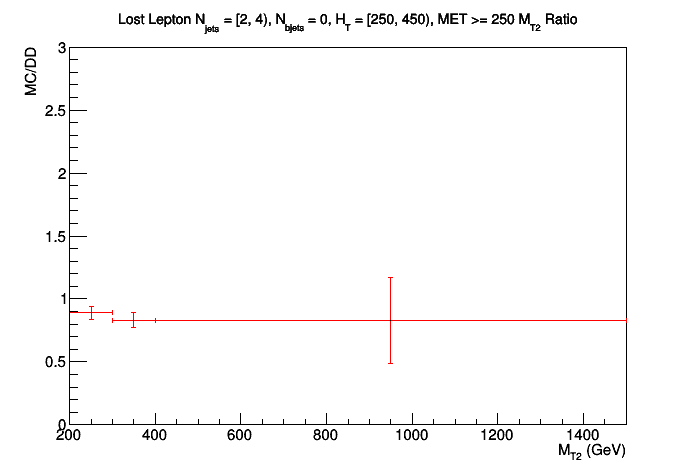 Lost Lepton N_jets = [2, 4), N_bjets = 0, H_T = [250, 450), MET >= 250 M_T2 Ratio
MC/DD
3
2.5
2
1.5
1
0.5
0
200 400 600 800 1000 1200 1400
M_T2 (GeV)